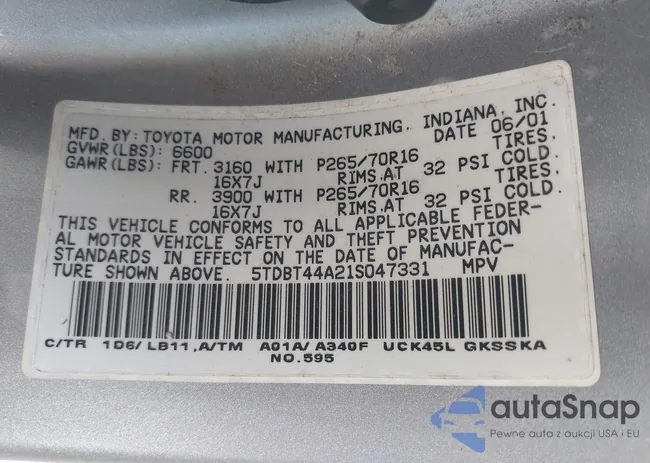 MFD. BY: TOYOTA MOTOR MANUFACTURING, INDIANA, INC.
GVWR(LBS): 6600 DATE 06/01
GAWR(LBS): FRT. 3160 WITH P265/70R16 TIRES,
16X7J RIMS,AT 32 PSI COLD.
RR. 3900 WITH P265/70R16 TIRES,
16X7J RIMS,AT 32 PSI COLD.
THIS VEHICLE CONFORMS TO ALL APPLICABLE FEDER-
AL MOTOR VEHICLE SAFETY AND THEFT PREVENTION
STANDARDS IN EFFECT ON THE DATE OF MANUFAC-
TURE SHOWN ABOVE. 5TDBT44A21S047331 MPV
C/TR 1D6/LB11,A/TM A01A/A340F UCK45L GKSSKA
NO.595
autaSnap
Pewne auta z aukcji USA i EU